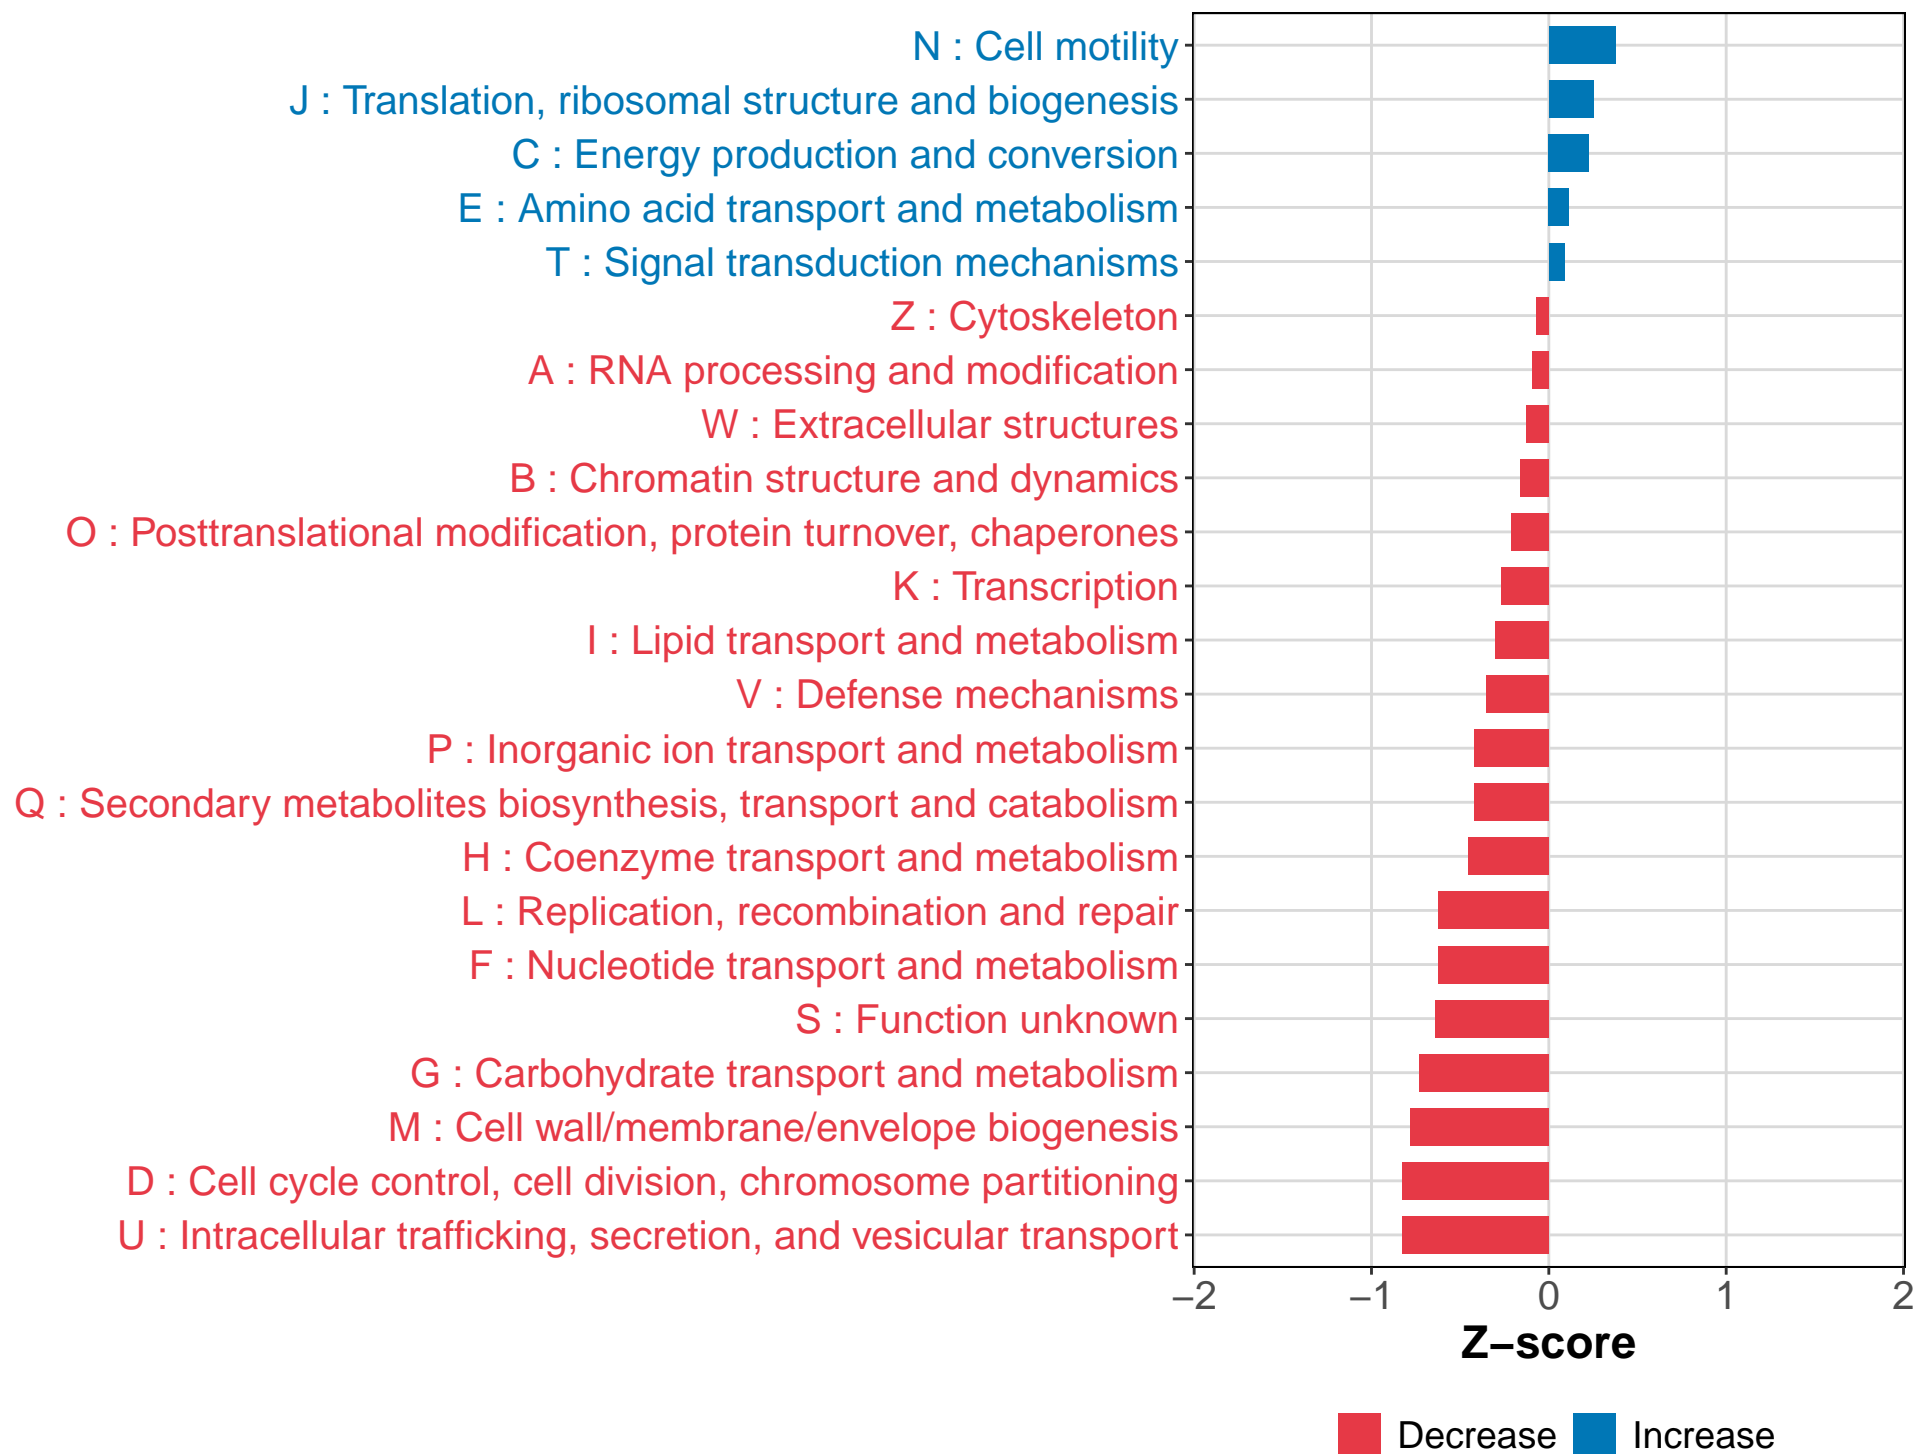 N : Cell motility
J : Translation, ribosomal structure and biogenesis
C : Energy production and conversion
E : Amino acid transport and metabolism
T : Signal transduction mechanisms
Z : Cytoskeleton
A : RNA processing and modification
W : Extracellular structures
B : Chromatin structure and dynamics
O : Posttranslational modification, protein turnover, chaperones
K : Transcription
I : Lipid transport and metabolism
V : Defense mechanisms
P : Inorganic ion transport and metabolism
Q : Secondary metabolites biosynthesis, transport and catabolism
H : Coenzyme transport and metabolism
L : Replication, recombination and repair
F : Nucleotide transport and metabolism
S : Function unknown
G : Carbohydrate transport and metabolism
M : Cell wall/membrane/envelope biogenesis
D : Cell cycle control, cell division, chromosome partitioning
U : Intracellular trafficking, secretion, and vesicular transport
−2 −1 0 1 2
Z−score
Decrease Increase